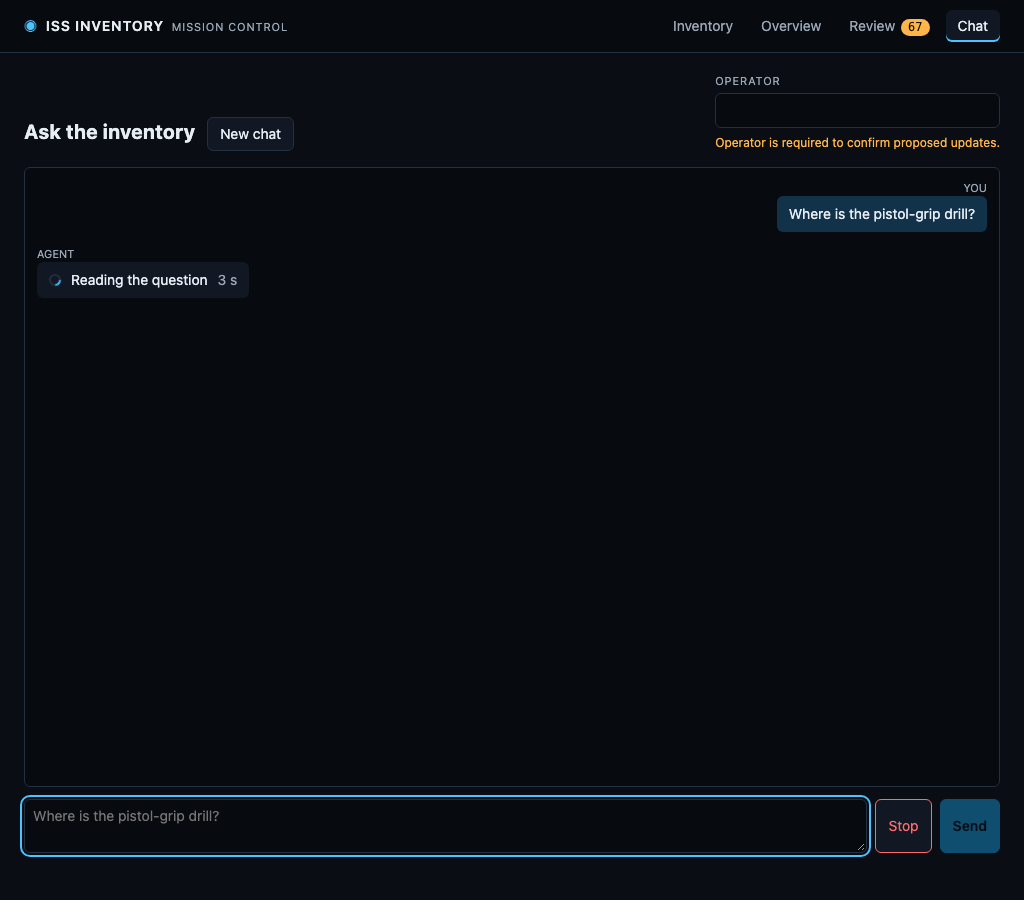 ISS INVENTORY MISSION CONTROL
Inventory Overview Review 67 Chat
OPERATOR
Ask the inventory New chat
Operator is required to confirm proposed updates.
YOU
Where is the pistol-grip drill?
AGENT
Reading the question 3 s
Where is the pistol-grip drill?
Stop Send